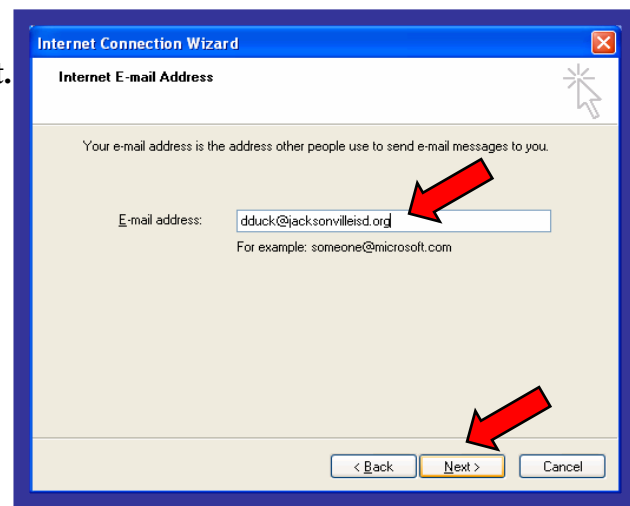 t.
Internet Connection Wizard
Internet E-mail Address
Your e-mail address is the address other people use to send e-mail messages to you.
E-mail address: dduck@jacksonvilleisd.org
For example: someone@microsoft.com
< Back Next > Cancel